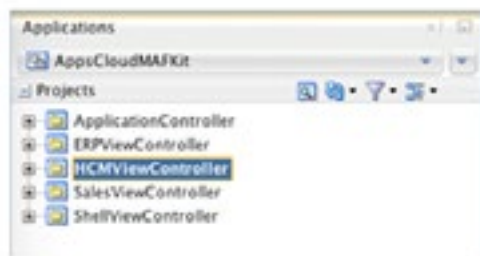 Applications
AppsCloudMAFKit
Projects
ApplicationController
ERPViewController
HCMViewController
SalesViewController
ShellViewController